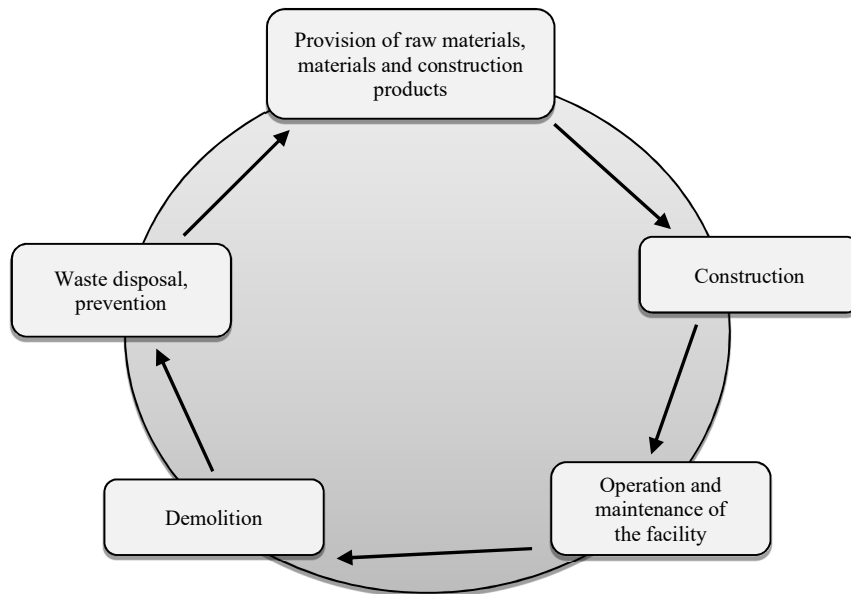 Provision of raw materials,
materials and construction
products
Construction
Operation and
maintenance of
the facility
Demolition
Waste disposal,
prevention